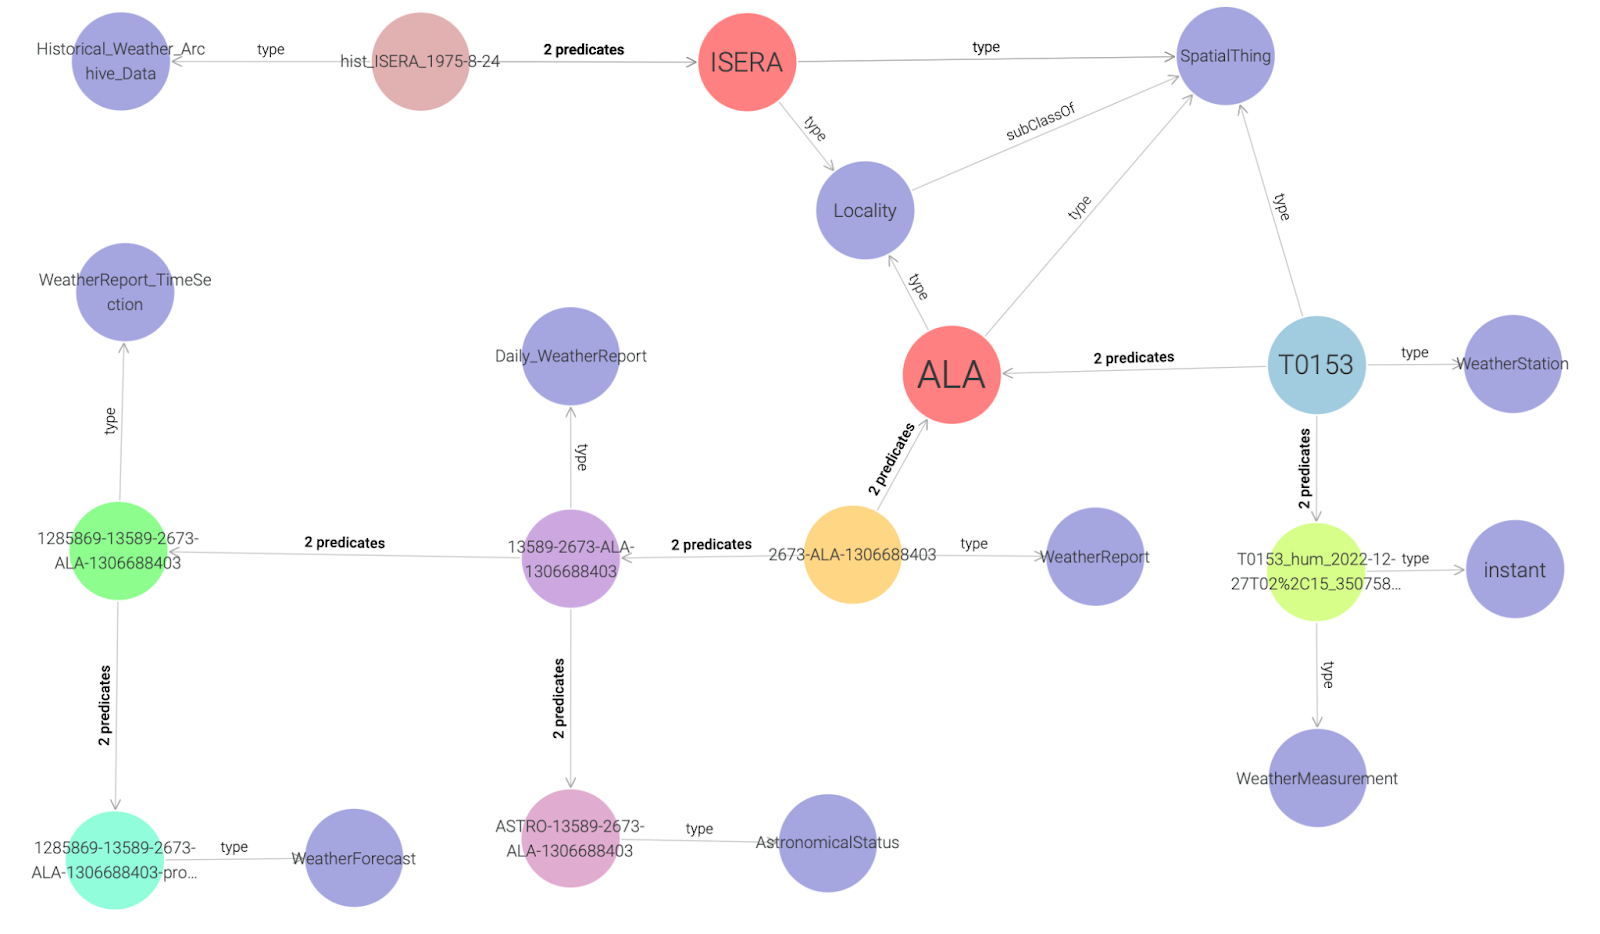 Historical_Weather_Arc
hive_Data
type
hist_ISERA_1975-8-24
2 predicates
ISERA
type
SpatialThing
type
subClassOf
Locality
type
type
type
WeatherReport_TimeSe
ction
Daily_WeatherReport
ALA
2 predicates
T0153
type
WeatherStation
type
type
2 predicates
2 predicates
1285869-13589-2673-
ALA-1306688403
2 predicates
13589-2673-ALA-
1306688403
2 predicates
2673-ALA-1306688403
type
WeatherReport
T0153_hum_2022-12-
27T02%2C15_350758...
type
instant
2 predicates
2 predicates
type
WeatherMeasurement
1285869-13589-2673-
ALA-1306688403-pro...
type
WeatherForecast
ASTRO-13589-2673-
ALA-1306688403
type
AstronomicalStatus